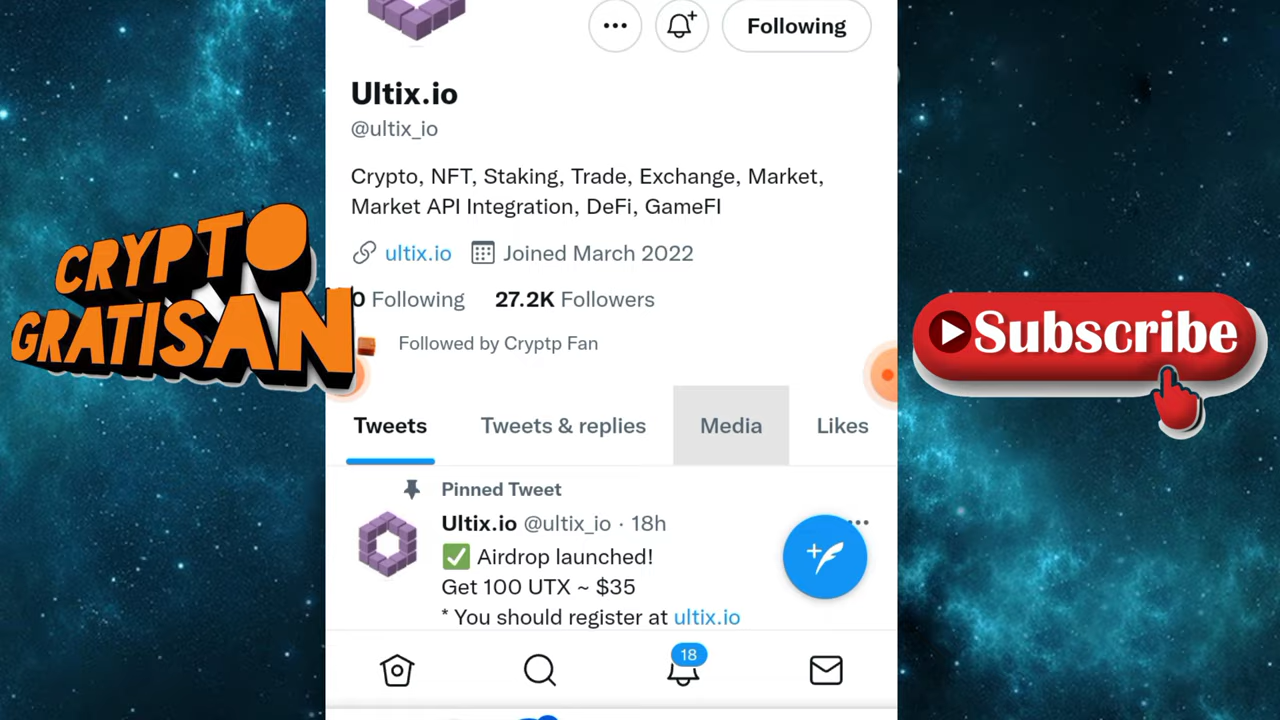 Following
Ultix.io
@ultix_io
Crypto, NFT, Staking, Trade, Exchange, Market,
Market API Integration, DeFi, GameFI
ultix.io Joined March 2022
0 Following 27.2K Followers
Followed by Cryptp Fan
CRYPTO
GRATISAN
Subscribe
Tweets Tweets & replies Media Likes
Pinned Tweet
Ultix.io @ultix_io · 18h
✅ Airdrop launched!
Get 100 UTX ~ $35
* You should register at ultix.io
18